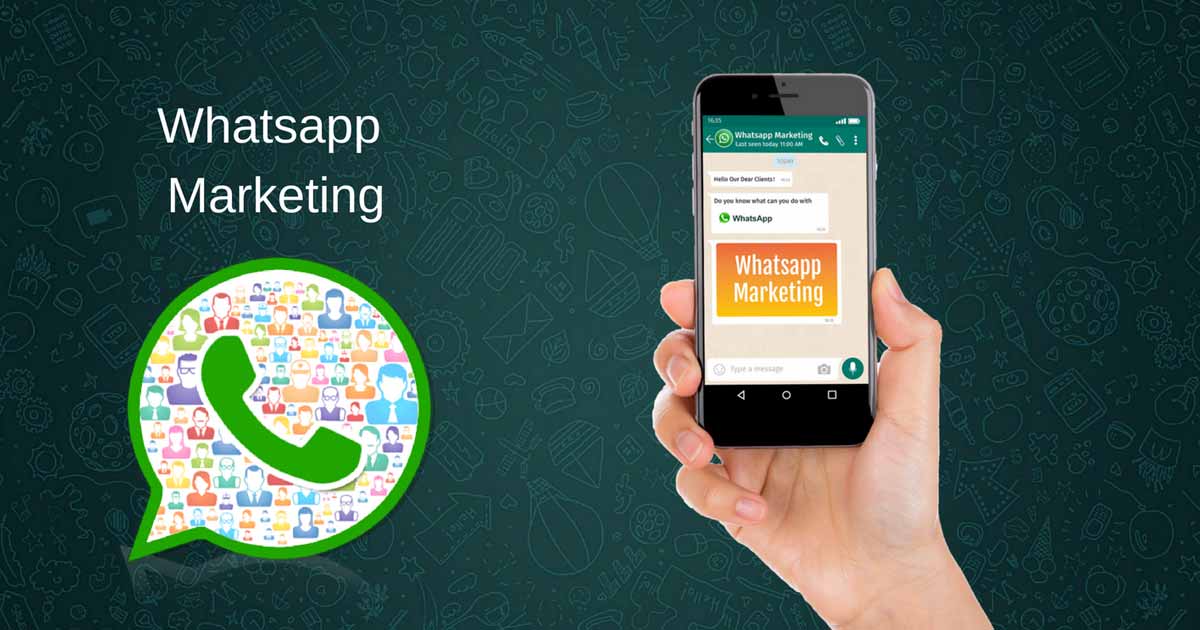 Whatsapp
Marketing
16:35
Whatsapp Marketing
Last seen today 11:00 AM
TODAY
Hello Our Dear Clients!
Do you know what can you do with
WhatsApp
Whatsapp
Marketing
Type a message